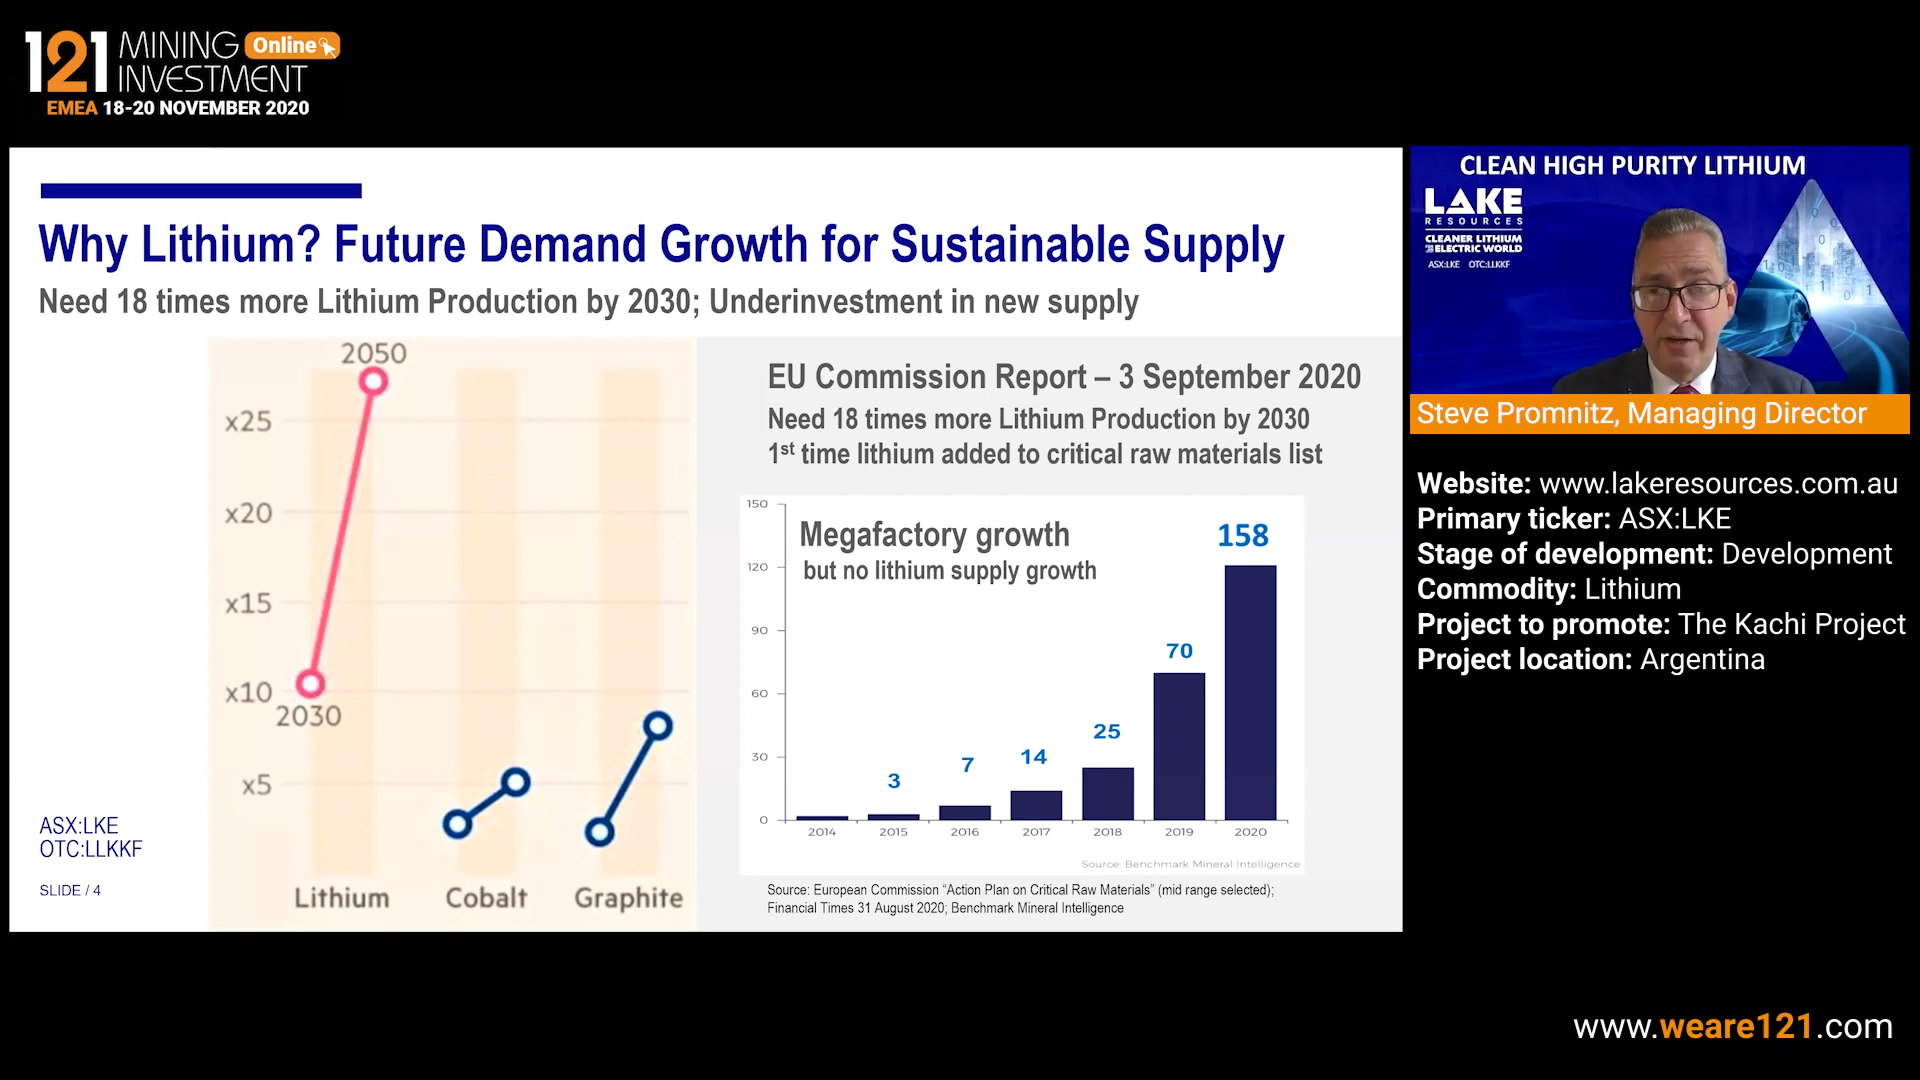 121 MINING Online
INVESTMENT
EMEA 18-20 NOVEMBER 2020
Why Lithium? Future Demand Growth for Sustainable Supply
Need 18 times more Lithium Production by 2030; Underinvestment in new supply
2050
x25
x20
x15
x10
2030
x5
Lithium Cobalt Graphite
EU Commission Report – 3 September 2020
Need 18 times more Lithium Production by 2030
1st time lithium added to critical raw materials list
Megafactory growth
but no lithium supply growth
150
120
90
60
30
0
3
7
14
25
70
158
2014 2015 2016 2017 2018 2019 2020
Source: Benchmark Mineral Intelligence
Source: European Commission “Action Plan on Critical Raw Materials” (mid range selected);
Financial Times 31 August 2020; Benchmark Mineral Intelligence
ASX:LKE
OTC:LLKKF
SLIDE / 4
CLEAN HIGH PURITY LITHIUM
LAKE
RESOURCES
CLEANER LITHIUM
ELECTRIC WORLD
ASX:LKE OTC:LLKKF
Steve Promnitz, Managing Director
Website: www.lakeresources.com.au
Primary ticker: ASX:LKE
Stage of development: Development
Commodity: Lithium
Project to promote: The Kachi Project
Project location: Argentina
www.weare121.com